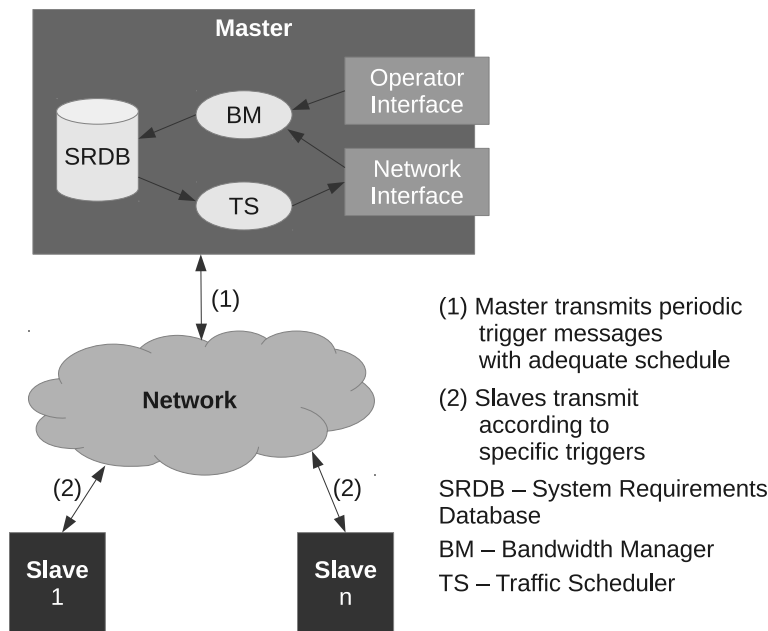 Master
Operator
Interface
BM
SRDB
Network
Interface
TS
(1)
Network
(2)
(2)
Slave
1
Slave
n
(1) Master transmits periodic
trigger messages
with adequate schedule
(2) Slaves transmit
according to
specific triggers
SRDB – System Requirements
Database
BM – Bandwidth Manager
TS – Traffic Scheduler